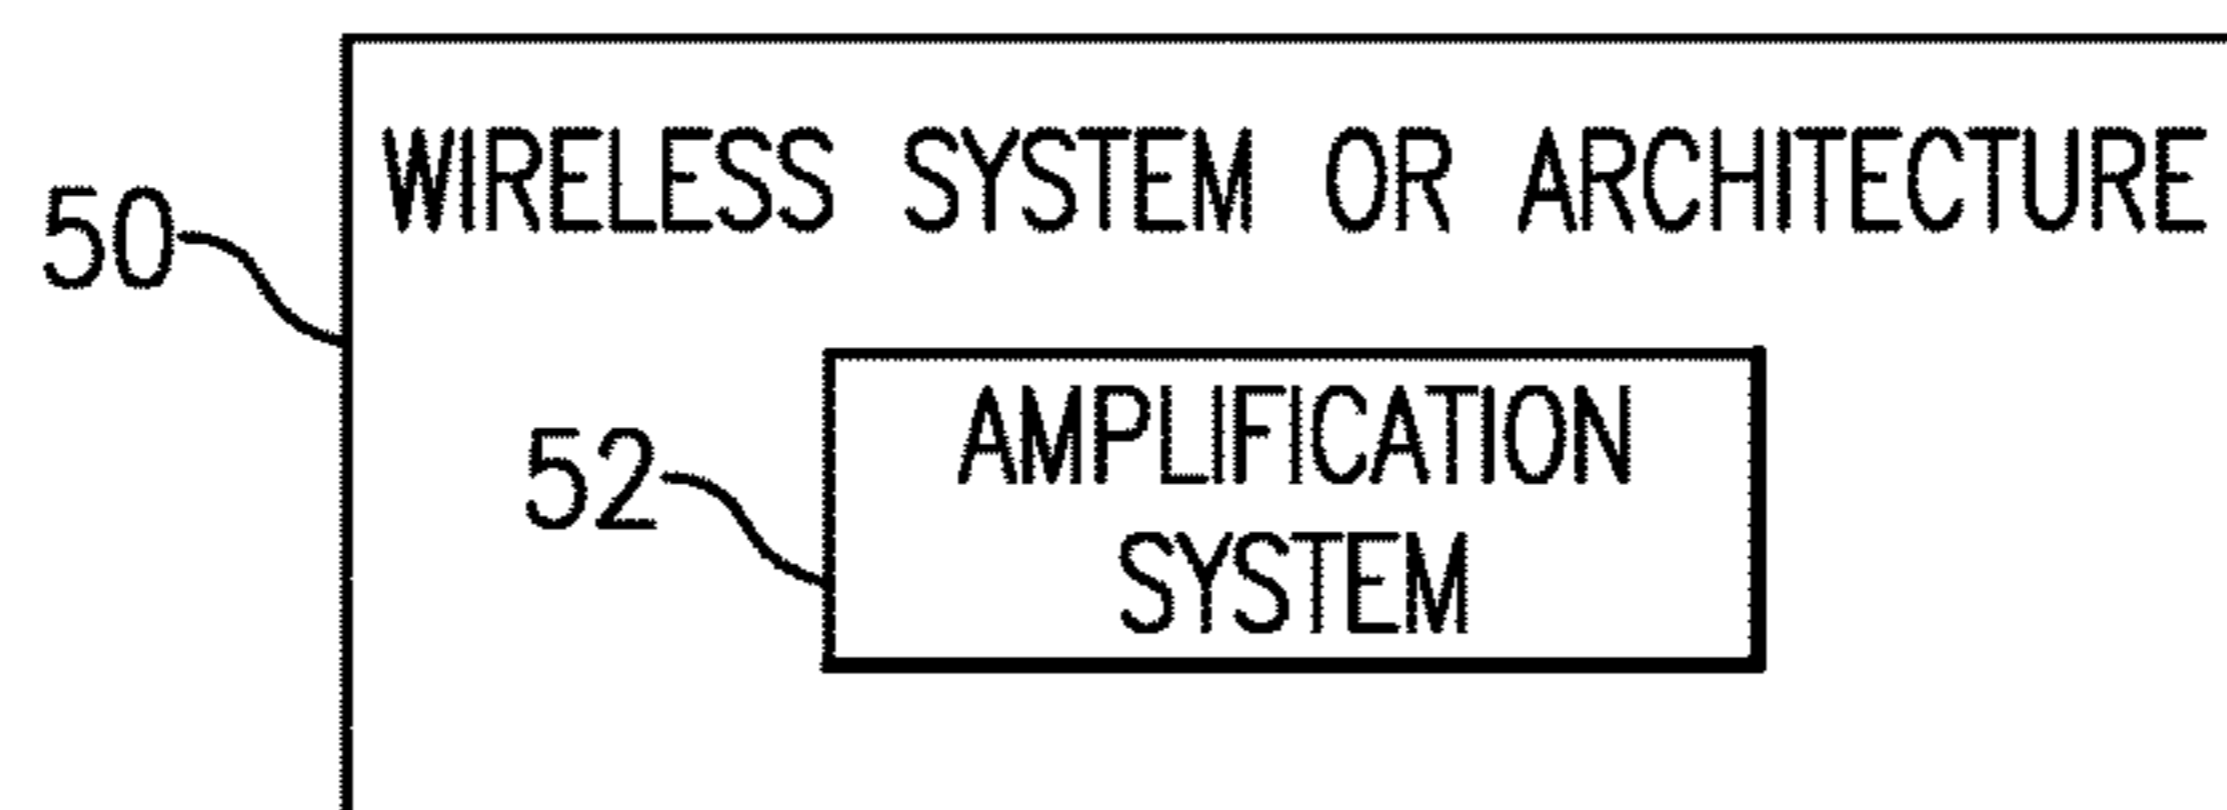 WIRELESS SYSTEM OR ARCHITECTURE
50
AMPLIFICATION
52
SYSTEM